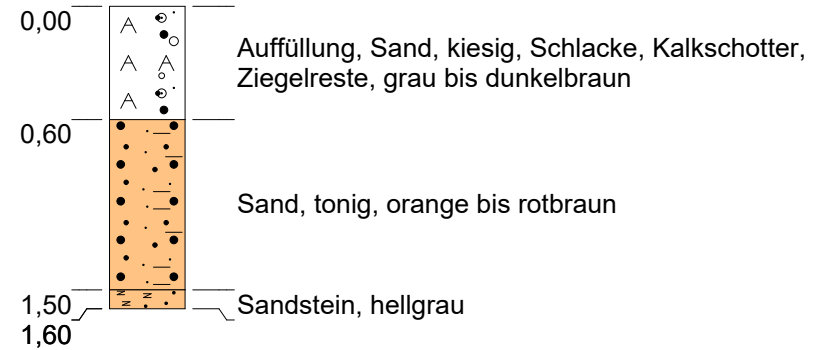 0,00
Auffüllung, Sand, kiesig, Schlacke, Kalkschotter,
Ziegelreste, grau bis dunkelbraun
0,60
Sand, tonig, orange bis rotbraun
1,50
Sandstein, hellgrau
1,60